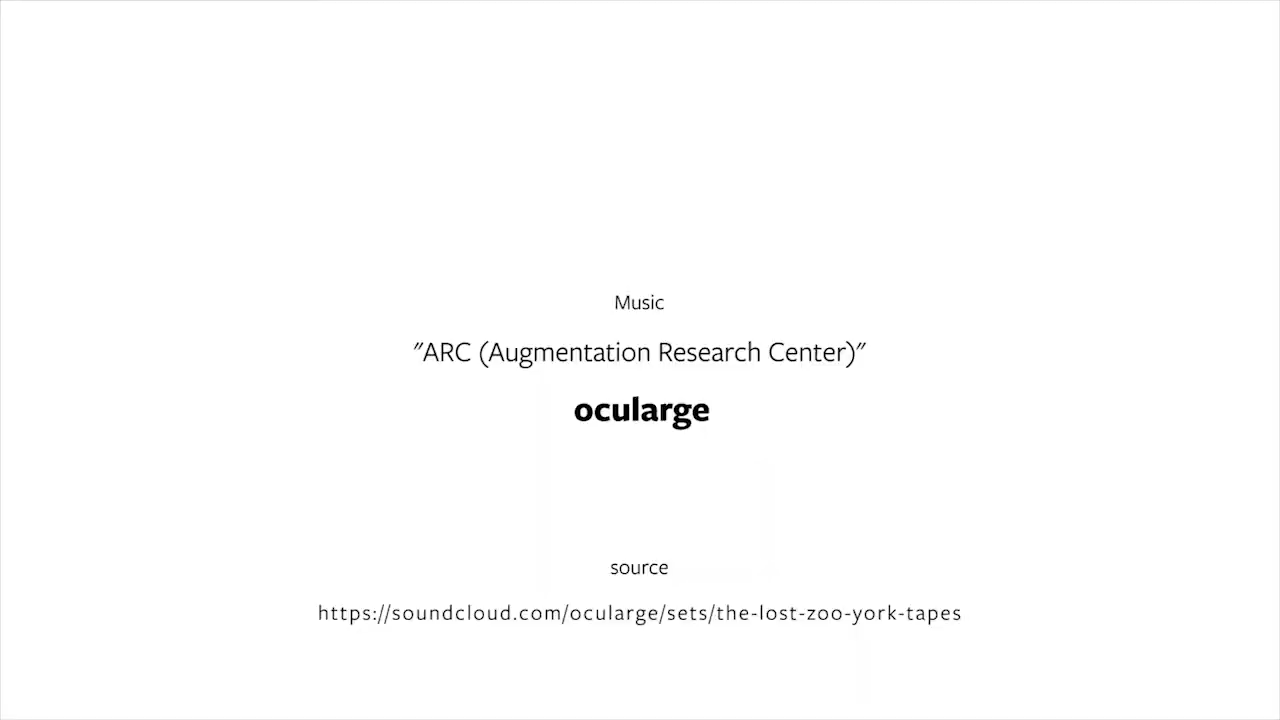 Music
"ARC (Augmentation Research Center)"
ocularge
source
https://soundcloud.com/ocularge/sets/the-lost-zoo-york-tapes